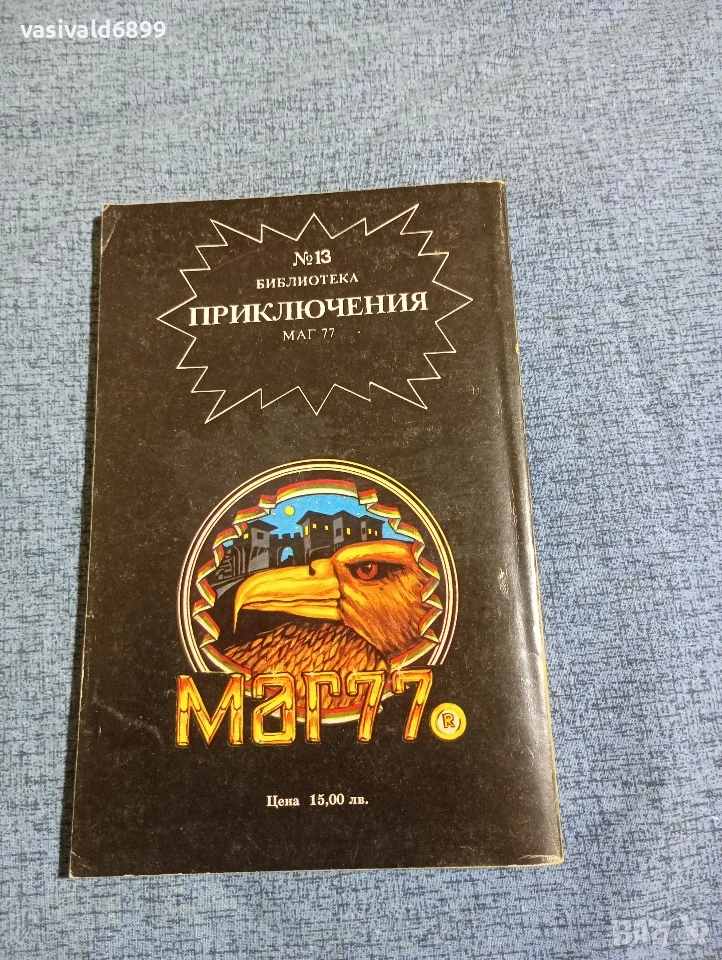 vasivald6899
№13
БИБЛИОТЕКА
ПРИКЛЮЧЕНИЯ
МАГ 77
маг77
R
Цена 15,00 лв.